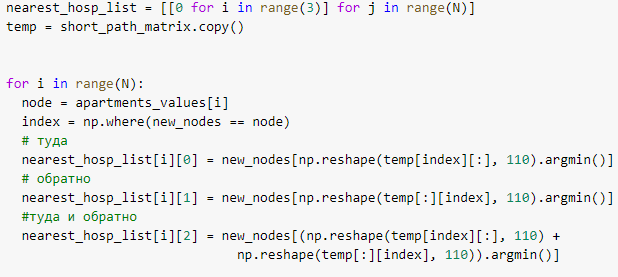 nearest_hosp_list = [[0 for i in range(3)] for j in range(N)]
temp = short_path_matrix.copy()
for i in range(N):
node = apartments_values[i]
index = np.where(new_nodes == node)
# туда
nearest_hosp_list[i][0] = new_nodes[np.reshape(temp[index][:], 110).argmin()]
# обратно
nearest_hosp_list[i][1] = new_nodes[np.reshape(temp[:][index], 110).argmin()]
#туда и обратно
nearest_hosp_list[i][2] = new_nodes[(np.reshape(temp[index][:], 110) +
np.reshape(temp[:][index], 110)).argmin()]